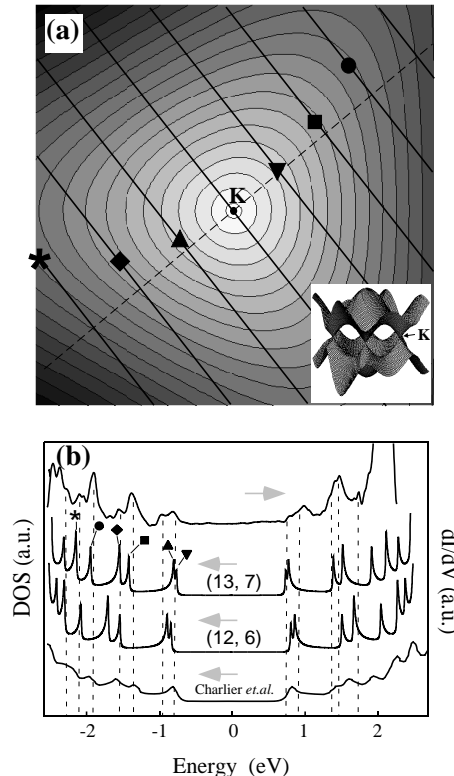 (a)
K
K
(b)
DOS (a.u.)
dI/dV (a.u.)
(13, 7)
(12, 6)
Charlier et.al.
-2 -1 0 1 2
Energy (eV)